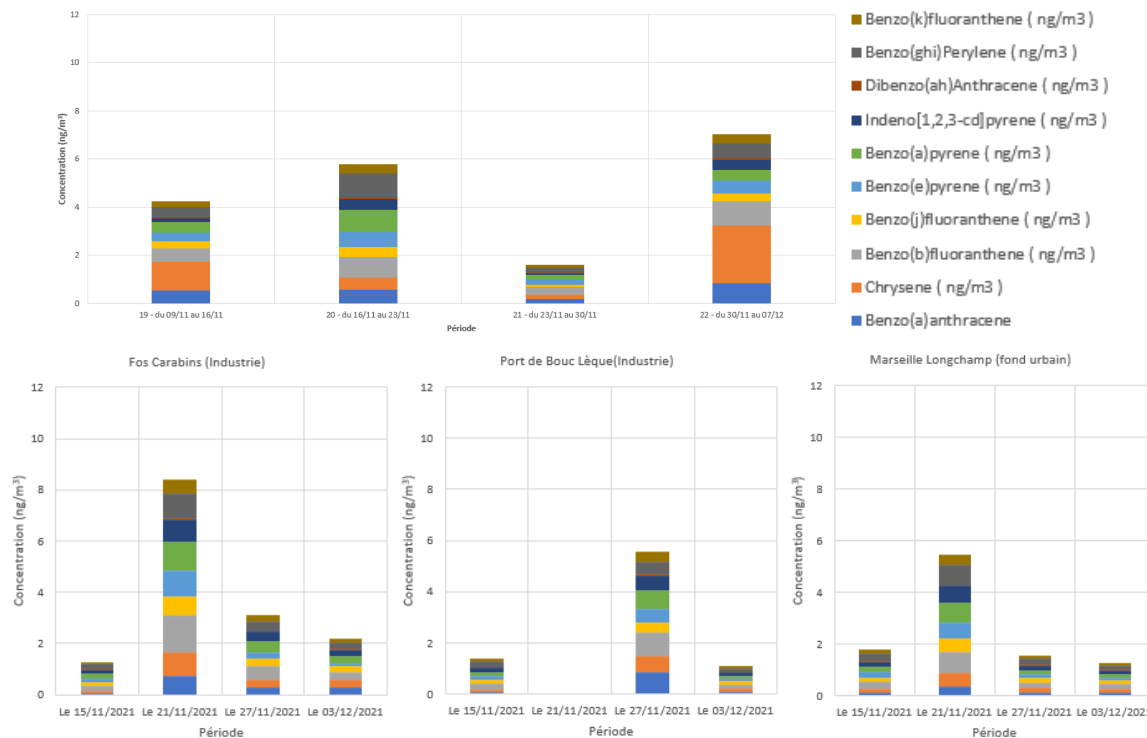 12
10
8
6
4
2
0
Concentration (ng/m³)
19 - du 09/11 au 16/11
20 - du 16/11 au 23/11
21 - du 23/11 au 30/11
22 - du 30/11 au 07/12
Période
Benzo(k)fluoranthene ( ng/m3 )
Benzo(ghi)Perylene ( ng/m3 )
Dibenzo(ah)Anthracene ( ng/m3 )
Indeno[1,2,3-cd]pyrene ( ng/m3 )
Benzo(a)pyrene ( ng/m3 )
Benzo(e)pyrene ( ng/m3 )
Benzo(j)fluoranthene ( ng/m3 )
Benzo(b)fluoranthene ( ng/m3 )
Chrysene ( ng/m3 )
Benzo(a)anthracene
Fos Carabins (Industrie)
12
10
8
6
4
2
0
Concentration (ng/m³)
Le 15/11/2021 Le 21/11/2021 Le 27/11/2021 Le 03/12/2021
Période
Port de Bouc Lèque(Industrie)
12
10
8
6
4
2
0
Concentration (ng/m³)
Le 15/11/2021 Le 21/11/2021 Le 27/11/2021 Le 03/12/2021
Période
Marseille Longchamp (fond urbain)
12
10
8
6
4
2
0
Concentration (ng/m³)
Le 15/11/2021 Le 21/11/2021 Le 27/11/2021 Le 03/12/2021
Période